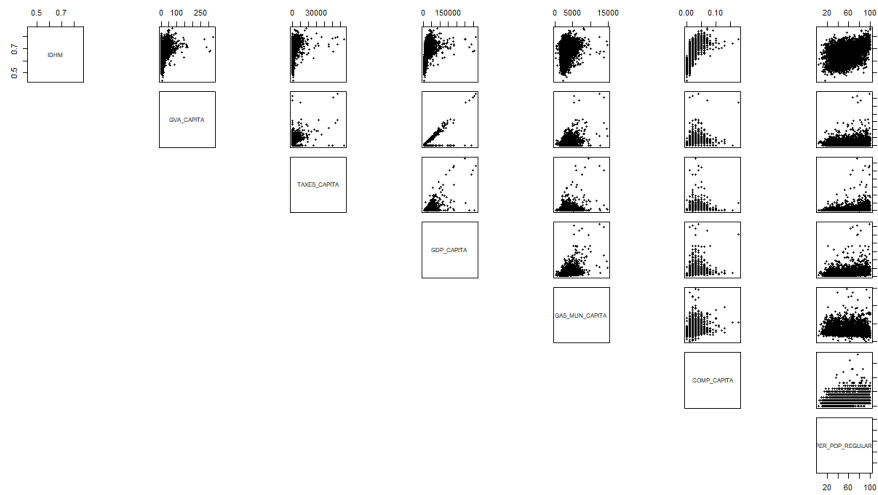 0.5 0.7
0 100 250
0 30000
0 150000
0 5000 15000
0.00 0.10
20 60 100
0.5 0.7
IDHM
GVA_CAPITA
TAXES_CAPITA
GDP_CAPITA
GAS_MUN_CAPITA
COMP_CAPITA
PER_POP_REGULAR
20 60 100